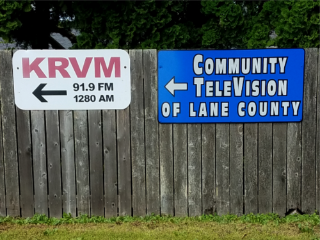 KRVM
91.9 FM
1280 AM
Community
TeleVision
of Lane County